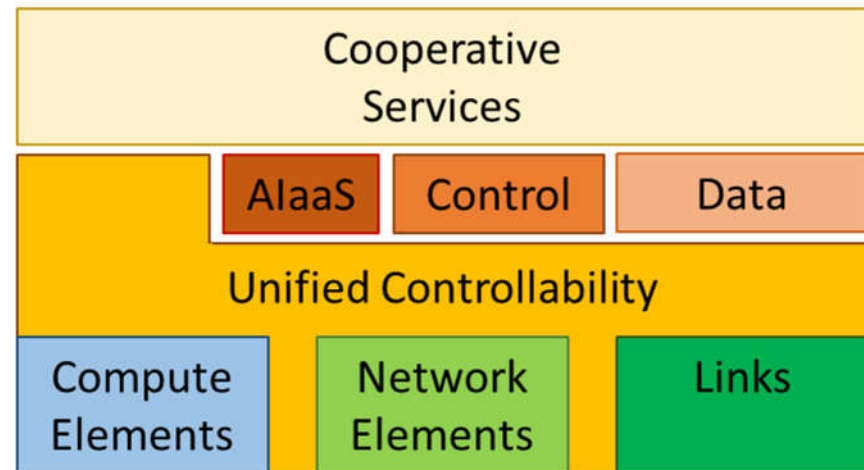 Cooperative
Services
AIaaS
Control
Data
Unified Controllability
Compute
Elements
Network
Elements
Links